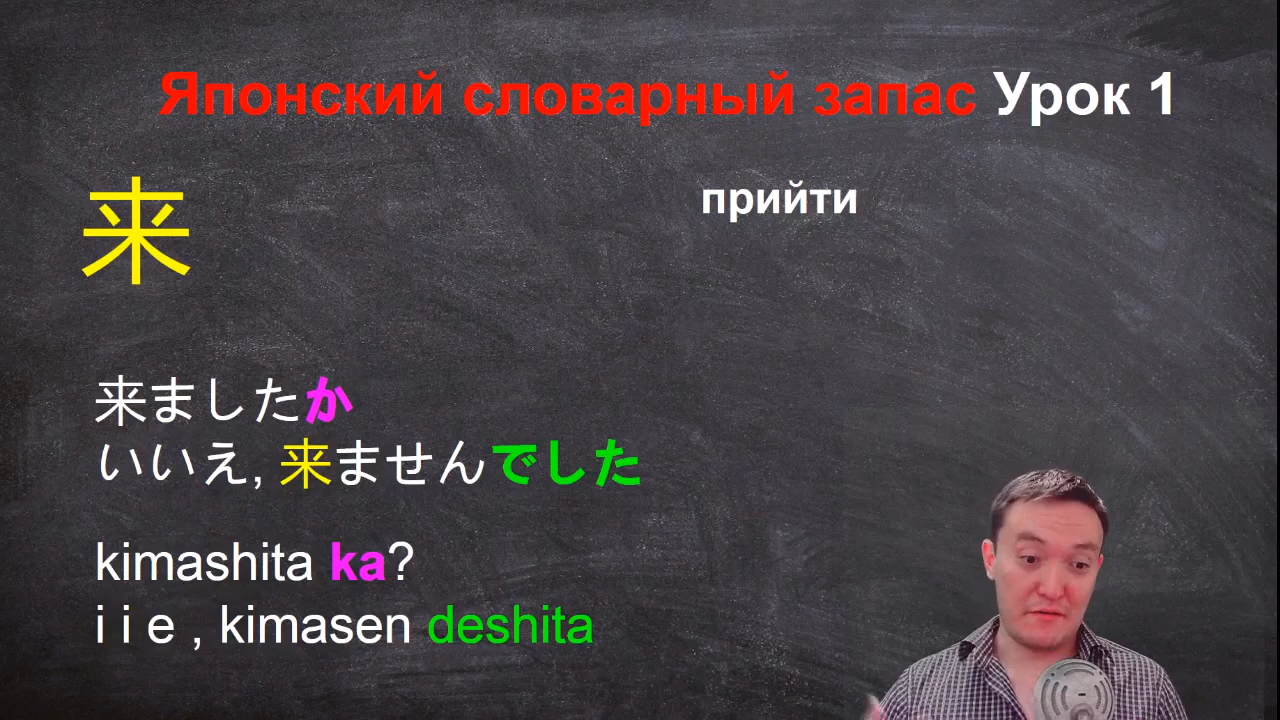 Японский словарный запас Урок 1
来
прийти
来ましたか
いいえ, 来ませんでした
kimashita ka?
i i e , kimasen deshita